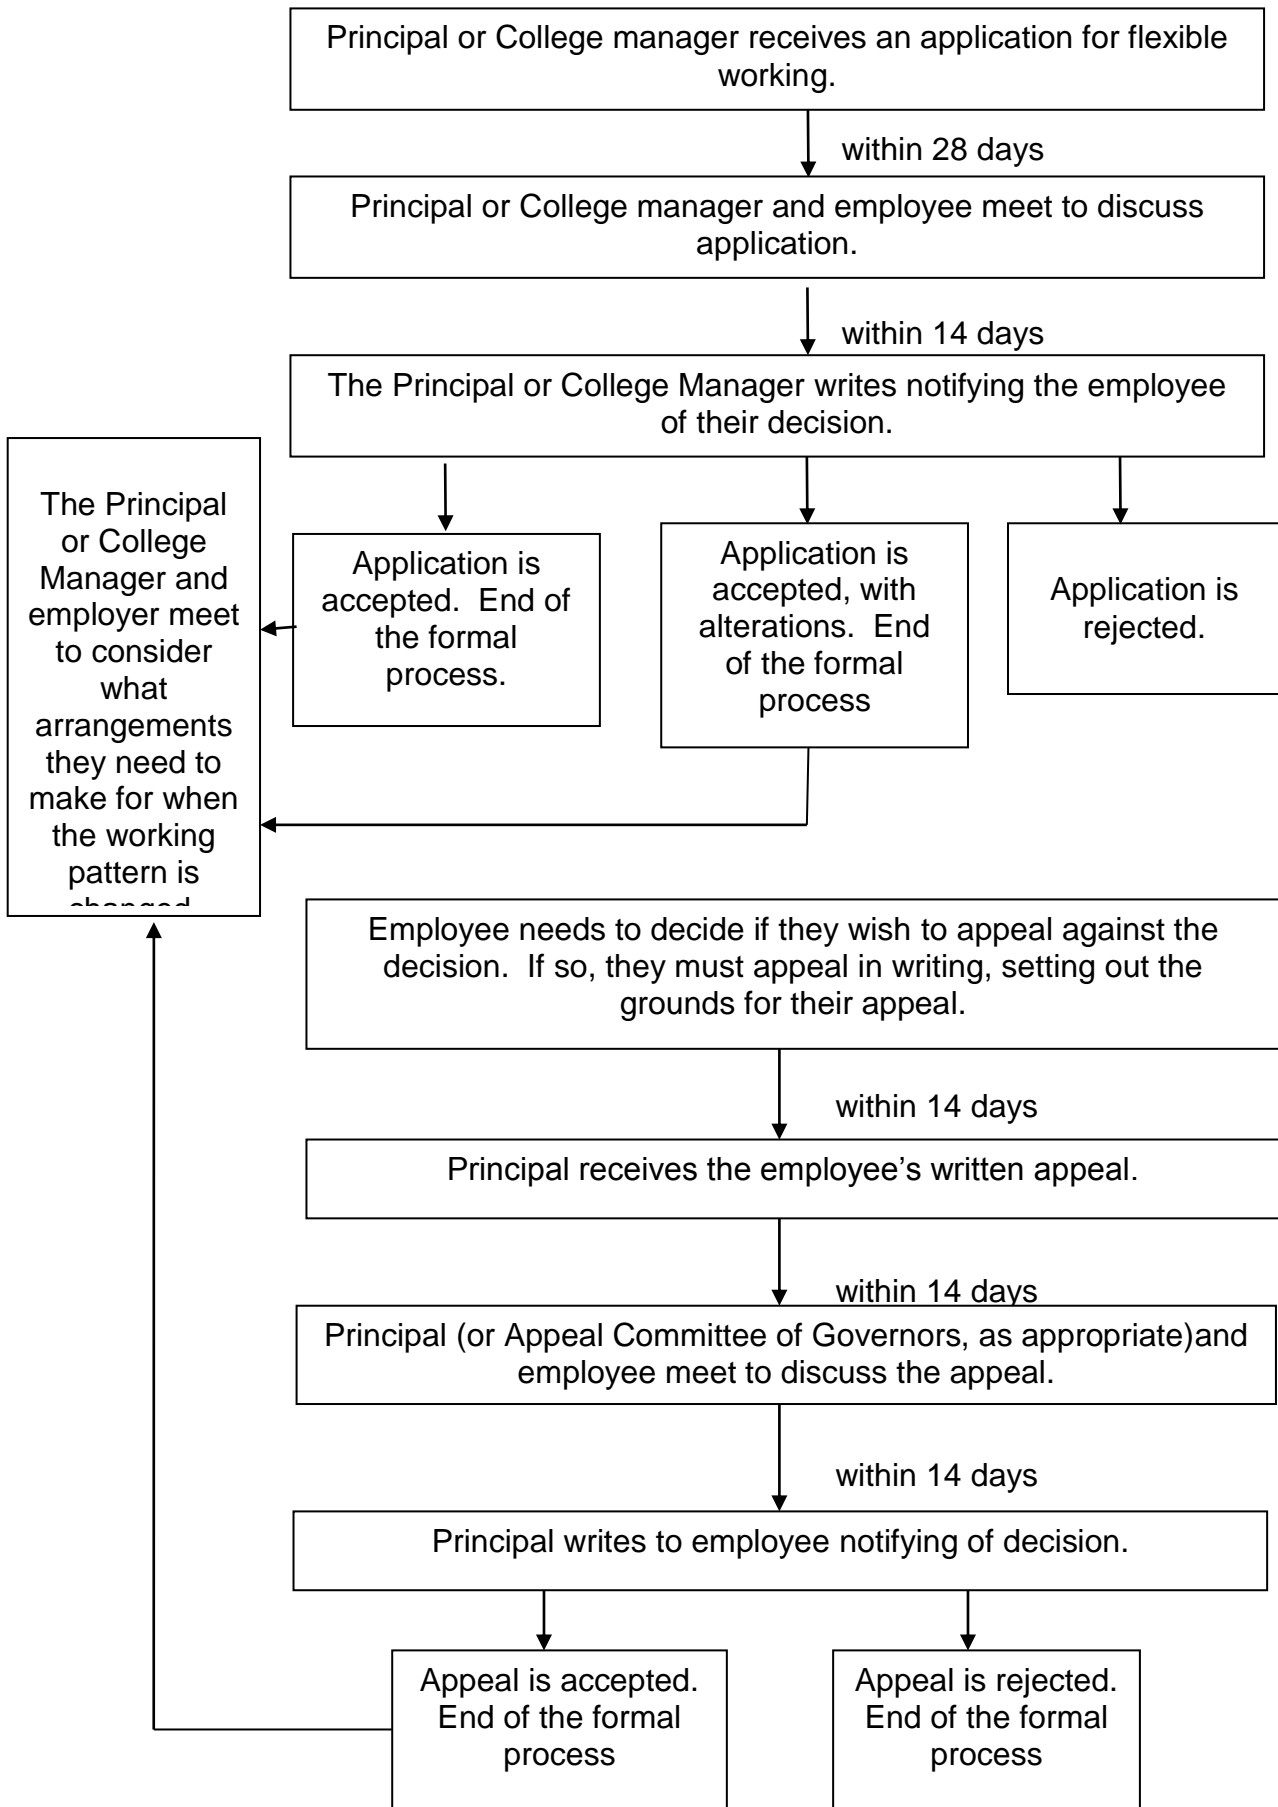 Principal or College manager receives an application for flexible
working.
within 28 days
Principal or College manager and employee meet to discuss
application.
within 14 days
The Principal or College Manager writes notifying the employee
of their decision.
The Principal
or College
Manager and
employer meet
to consider
what
arrangements
they need to
make for when
the working
pattern is
changed
Application is
accepted.  End of
the formal
process.
Application is
accepted, with
alterations.  End
of the formal
process
Application is
rejected.
Employee needs to decide if they wish to appeal against the
decision.  If so, they must appeal in writing, setting out the
grounds for their appeal.
within 14 days
Principal receives the employee’s written appeal.
within 14 days
Principal (or Appeal Committee of Governors, as appropriate)and
employee meet to discuss the appeal.
within 14 days
Principal writes to employee notifying of decision.
Appeal is accepted.
End of the formal
process
Appeal is rejected.
End of the formal
process